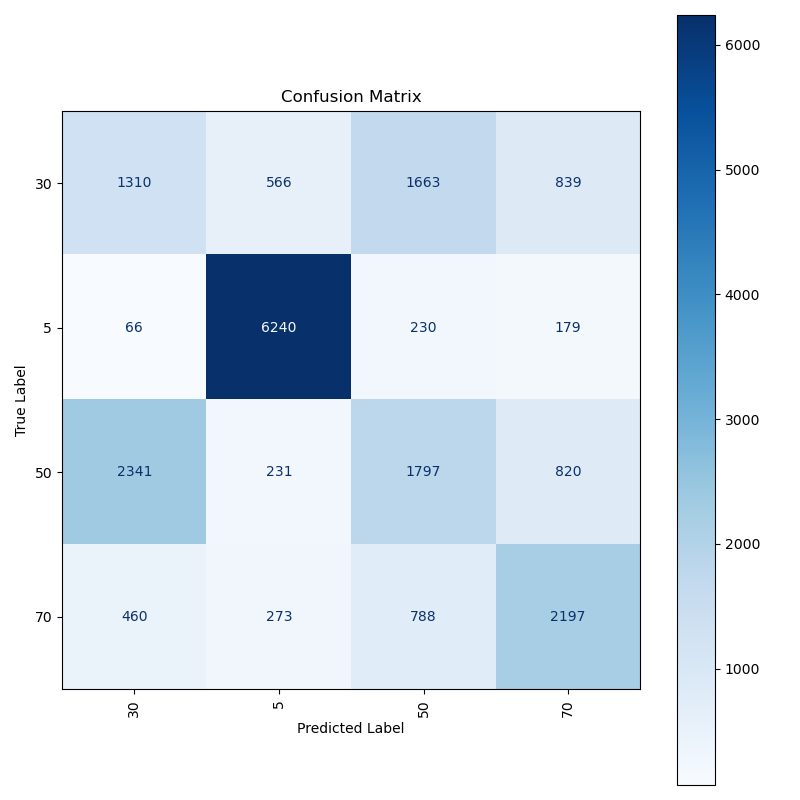 Confusion Matrix
True Label
30 1310 566 1663 839
5 66 6240 230 179
50 2341 231 1797 820
70 460 273 788 2197
30 5 50 70
Predicted Label
6000
5000
4000
3000
2000
1000